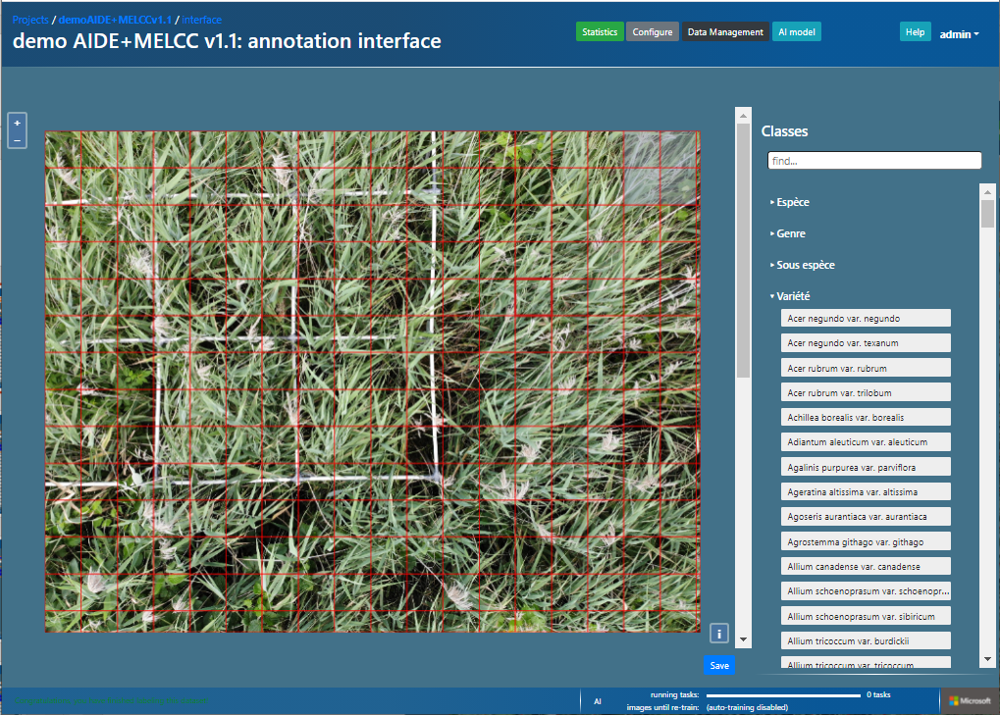 Projects / demoAIDE+MELCCv1.1 / Interface
demo AIDE+MELCC v1.1: annotation interface
Statistics Configure Data Management AI model Help admin
+
−
Classes
find...
Espèce
Genre
Sous espèce
Variété
Acer negundo var. negundo
Acer negundo var. texanum
Acer rubrum var. rubrum
Acer rubrum var. trilobum
Achillea borealis var. borealis
Adiantum aleuticum var. aleuticum
Agalinis purpurea var. parviflora
Ageratina altissima var. altissima
Agoseris aurantiaca var. aurantiaca
Agrostemma githago var. githago
Allium canadense var. canadense
Allium schoenoprasum var. schoenopr...
Allium schoenoprasum var. sibiricum
Allium tricoccum var. burdickii
Allium tricoccum var. tricoccum
i
Save
AI
running tasks: 0 tasks
images until re-train: (auto-training disabled)
Microsoft